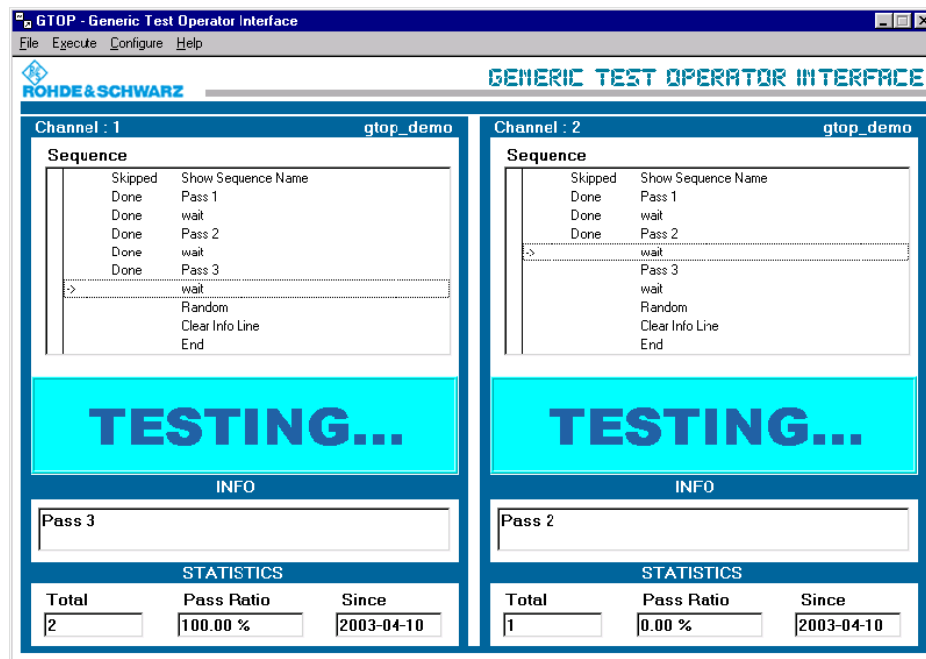 GTOP - Generic Test Operator Interface
File Execute Configure Help
ROHDE&SCHWARZ
GENERIC TEST OPERATOR INTERFACE
Channel : 1 gtop_demo
Sequence
Skipped Show Sequence Name
Done Pass 1
Done wait
Done Pass 2
Done wait
Done Pass 3
-> wait
Random
Clear Info Line
End
TESTING...
INFO
Pass 3
STATISTICS
Total Pass Ratio Since
2 100.00 % 2003-04-10
Channel : 2 gtop_demo
Sequence
Skipped Show Sequence Name
Done Pass 1
Done wait
Done Pass 2
-> wait
Pass 3
wait
Random
Clear Info Line
End
TESTING...
INFO
Pass 2
STATISTICS
Total Pass Ratio Since
1 0.00 % 2003-04-10